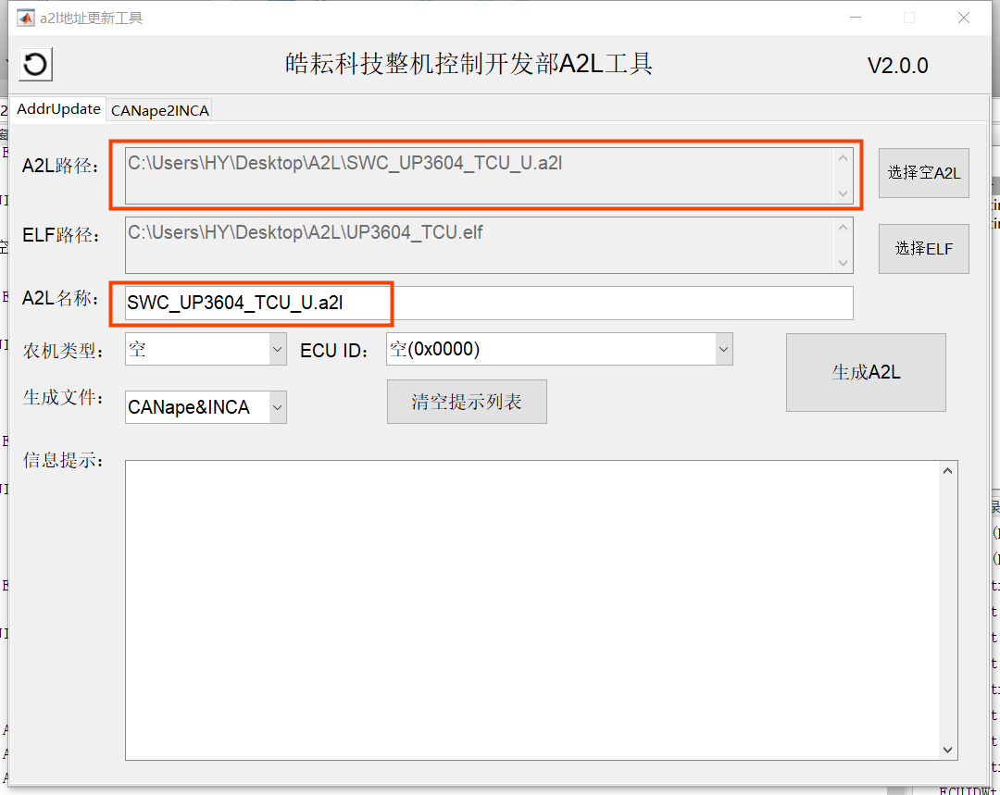 a2l地址更新工具
皓耘科技整机控制开发部A2L工具
V2.0.0
AddrUpdate
CANape2INCA
A2L路径：
C:\Users\HY\Desktop\A2L\SWC_UP3604_TCU_U.a2l
选择空A2L
ELF路径：
C:\Users\HY\Desktop\A2L\UP3604_TCU.elf
选择ELF
A2L名称：
SWC_UP3604_TCU_U.a2l
农机类型：
空
ECU ID：
空(0x0000)
生成A2L
生成文件：
CANape&INCA
清空提示列表
信息提示：